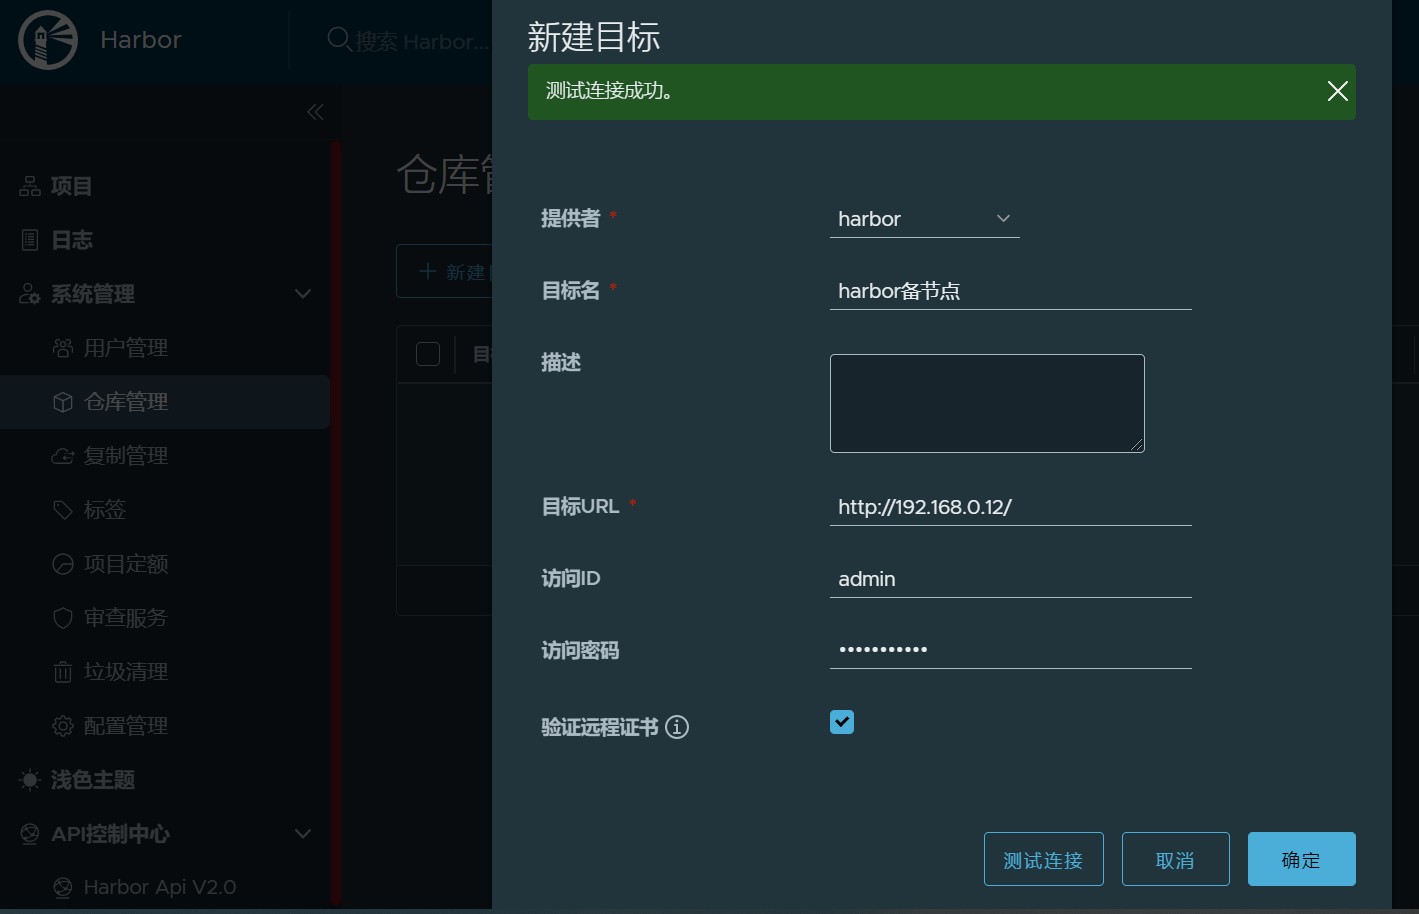 Harbor
搜索 Harbor...
项目
日志
系统管理
用户管理
仓库管理
复制管理
标签
项目定额
审查服务
垃圾清理
配置管理
浅色主题
API控制中心
Harbor Api V2.0
仓库
新建
目
新建目标
测试连接成功。
提供者 *
harbor
目标名 *
harbor备节点
描述
目标URL *
http://192.168.0.12/
访问ID
admin
访问密码
•••••••••••
验证远程证书
测试连接
取消
确定